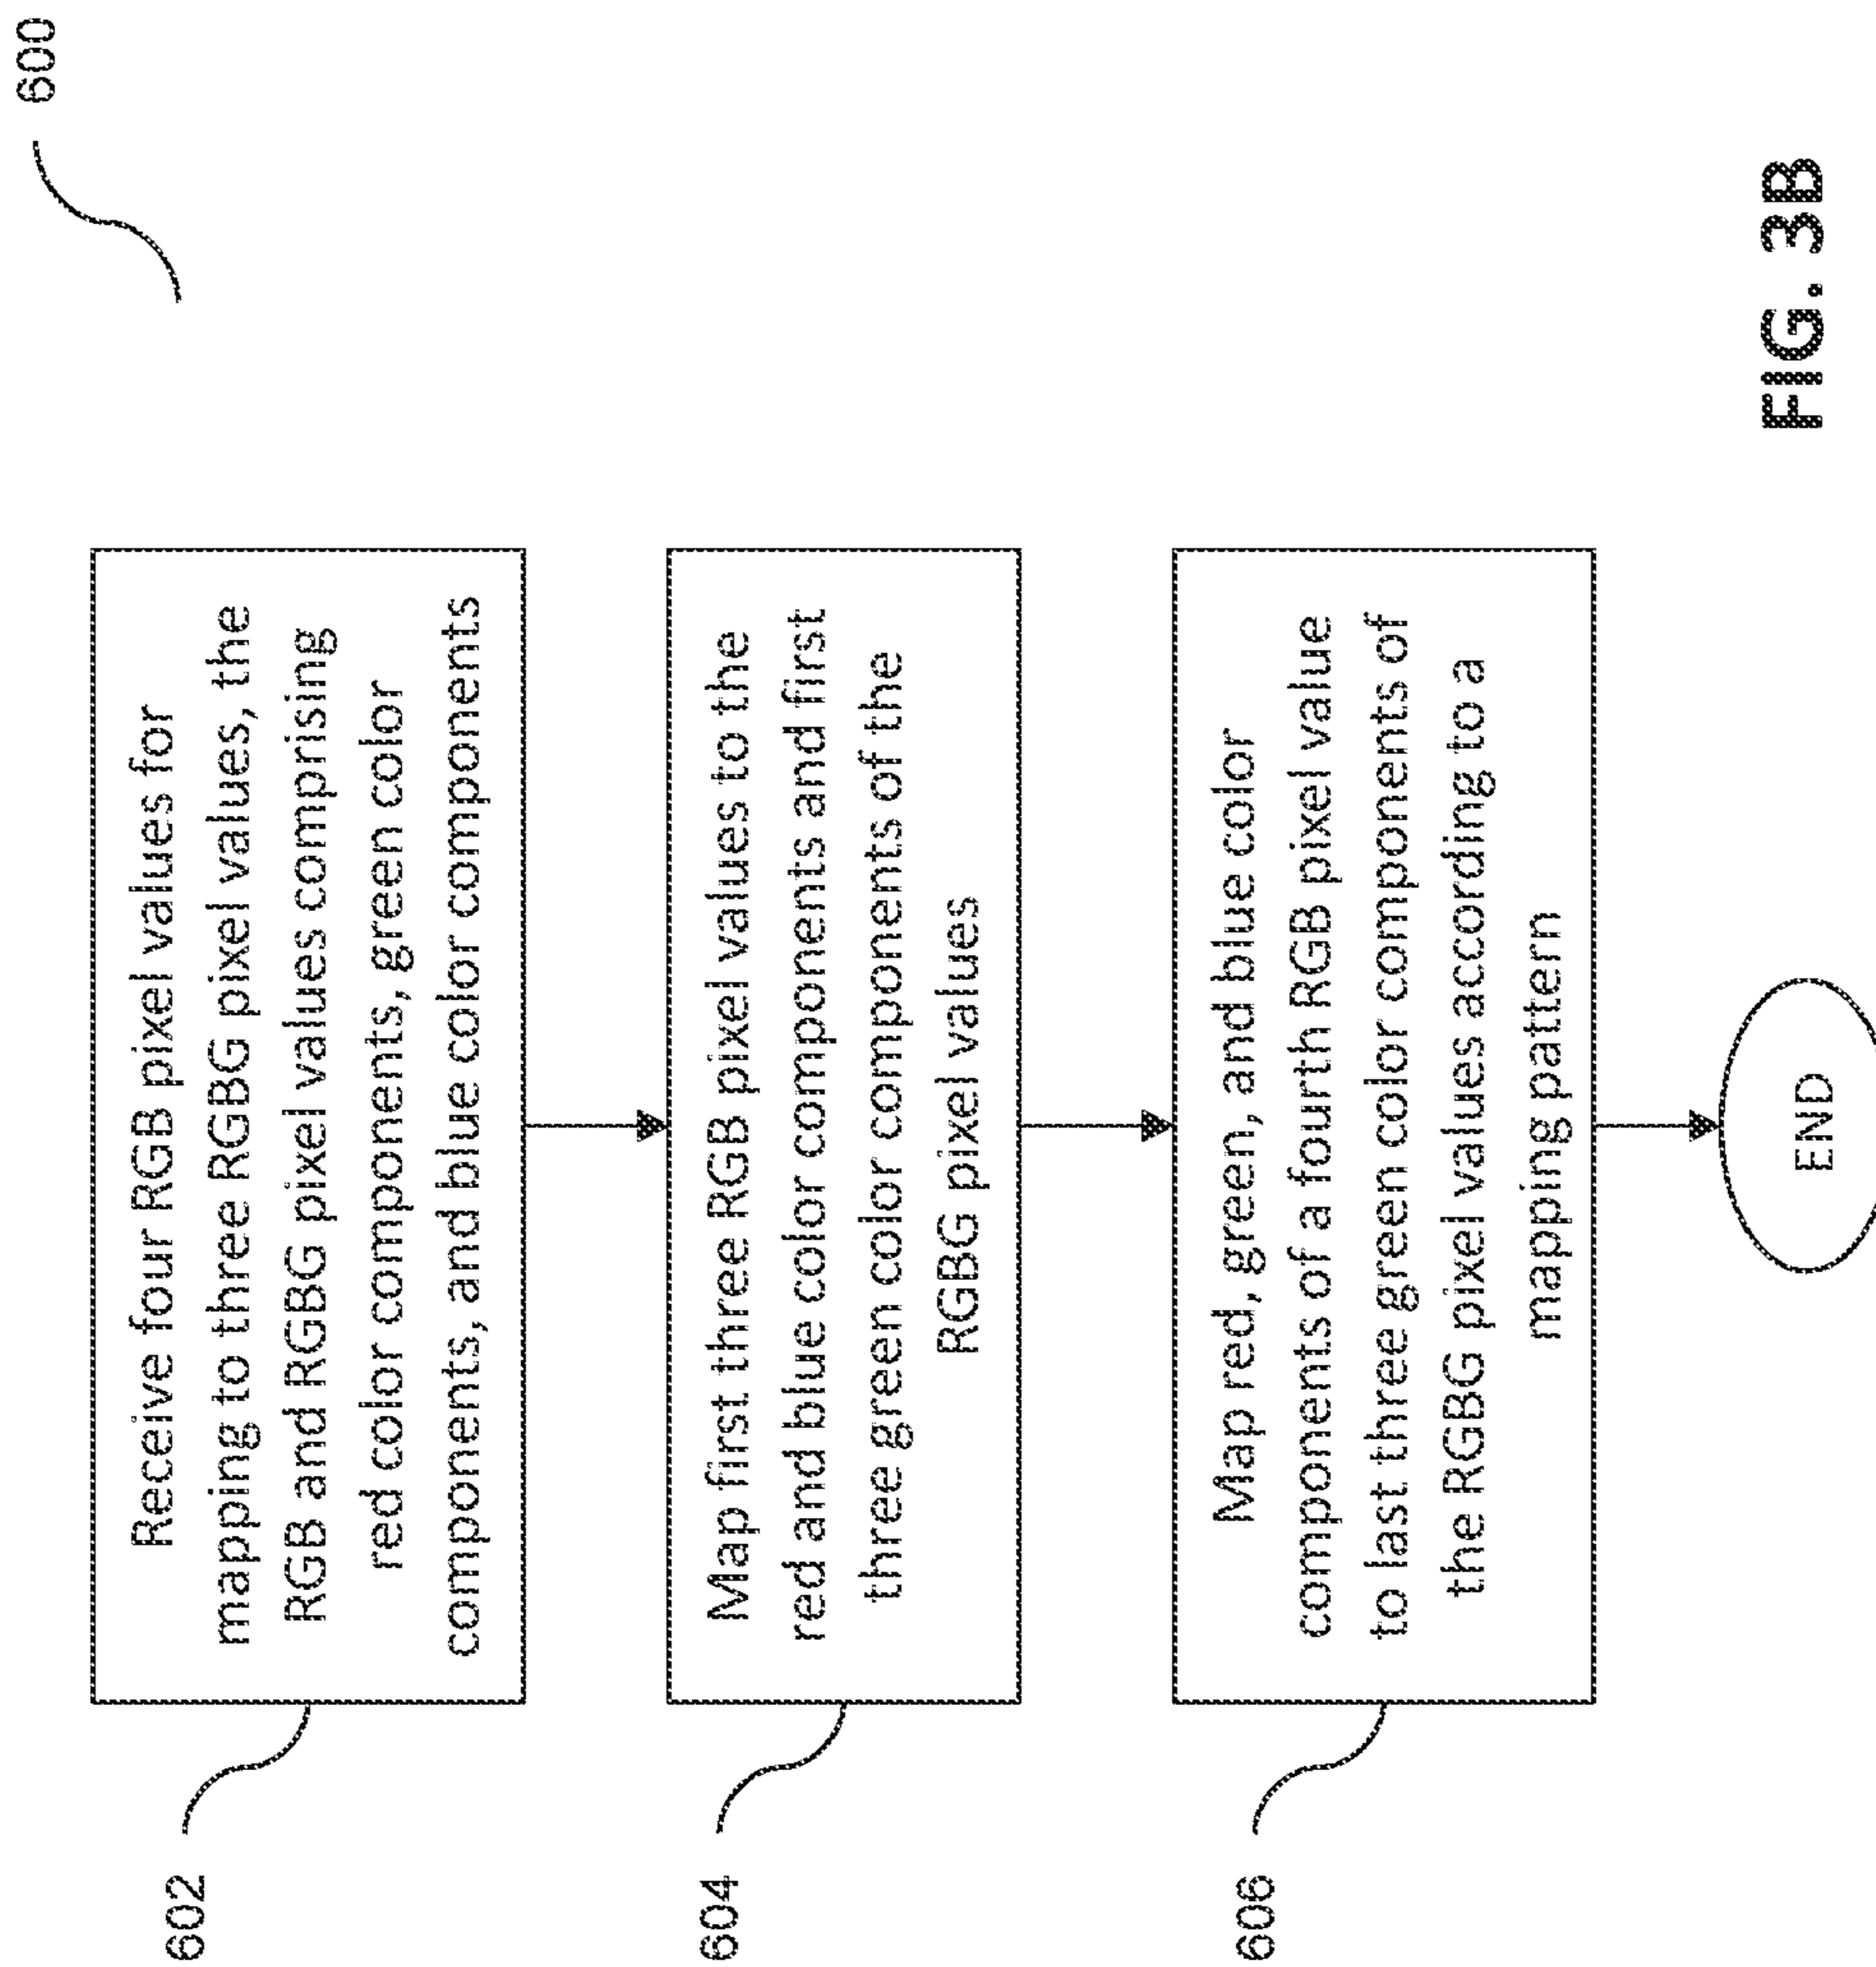 600
602
Receive four RGB pixel values for
mapping to three RGBG pixel values, the
RGB and RGBG pixel values comprising
red color components, green color
components, and blue color components
604
Map first three RGB pixel values to the
red and blue color components and first
three green color components of the
RGBG pixel values
606
Map red, green, and blue color
components of a fourth RGB pixel value
to last three green color components of
the RGBG pixel values according to a
mapping pattern
END
FIG. 3B